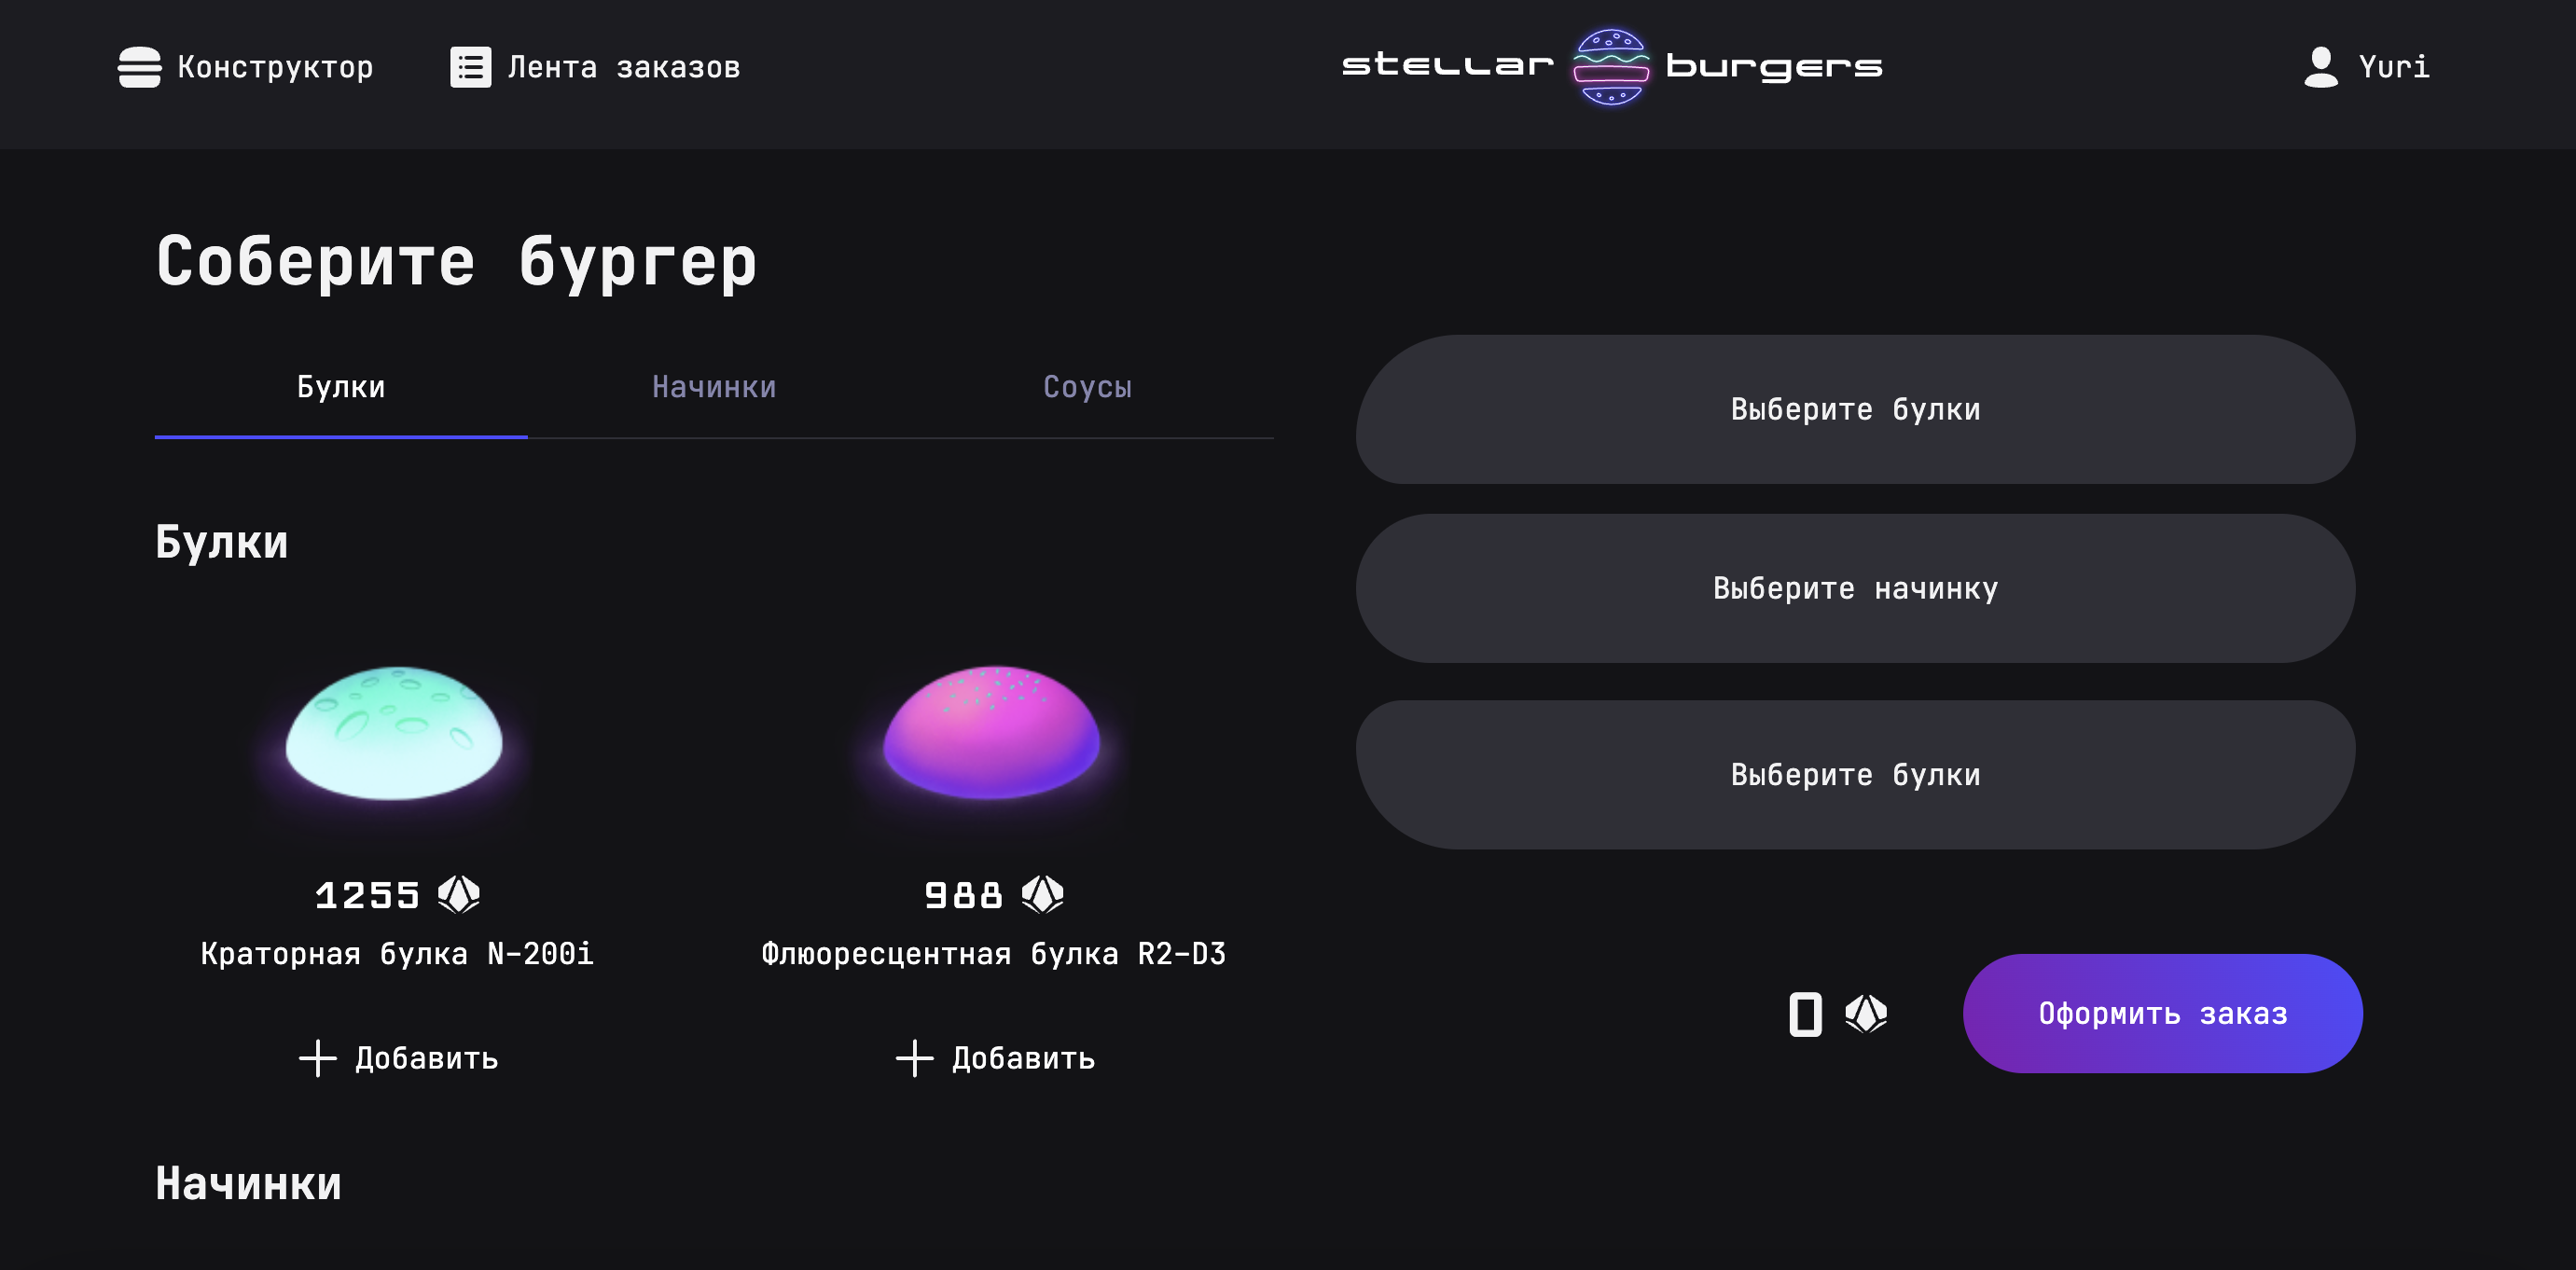 Конструктор
Лента заказов
stellar burgers
Yuri
Соберите бургер
Булки
Начинки
Соусы
Булки
1255
Краторная булка N-200i
Добавить
988
Флюоресцентная булка R2-D3
Добавить
Начинки
Выберите булки
Выберите начинку
Выберите булки
0
Оформить заказ